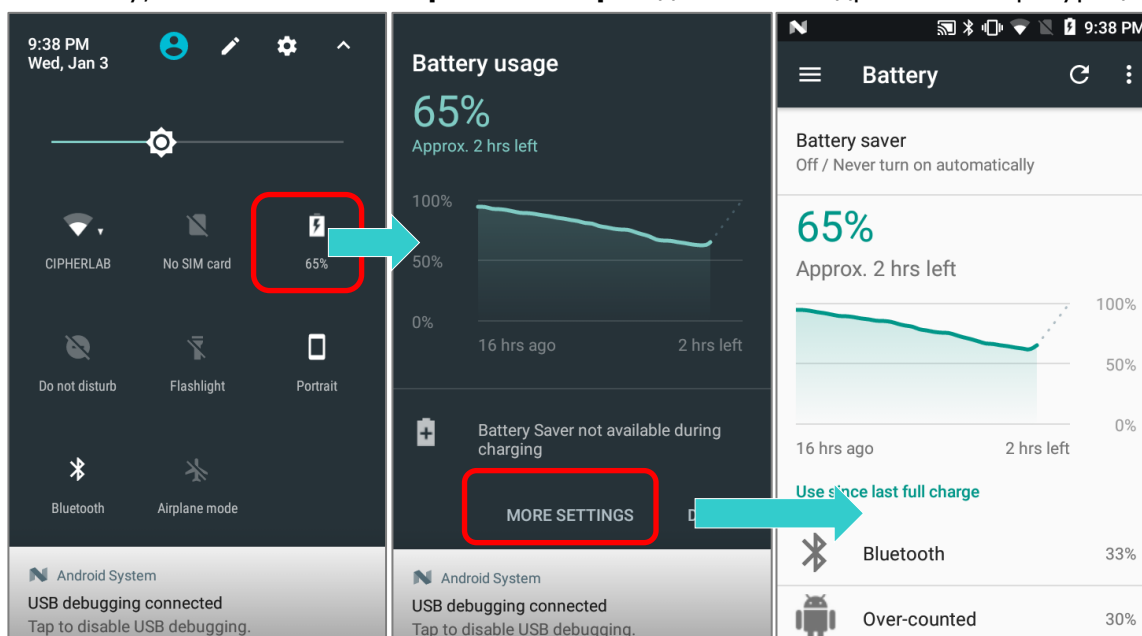 9:38 PM
Wed, Jan 3
CIPHERLAB
No SIM card
65%
Do not disturb
Flashlight
Portrait
Bluetooth
Airplane mode
Android System
USB debugging connected
Tap to disable USB debugging.
Battery usage
65%
Approx. 2 hrs left
100%
50%
0%
16 hrs ago
2 hrs left
Battery Saver not available during
charging
MORE SETTINGS
Android System
USB debugging connected
Tap to disable USB debugging.
9:38 PM
Battery
Battery saver
Off / Never turn on automatically
65%
Approx. 2 hrs left
100%
50%
0%
16 hrs ago
2 hrs left
Use since last full charge
Bluetooth
33%
Over-counted
30%